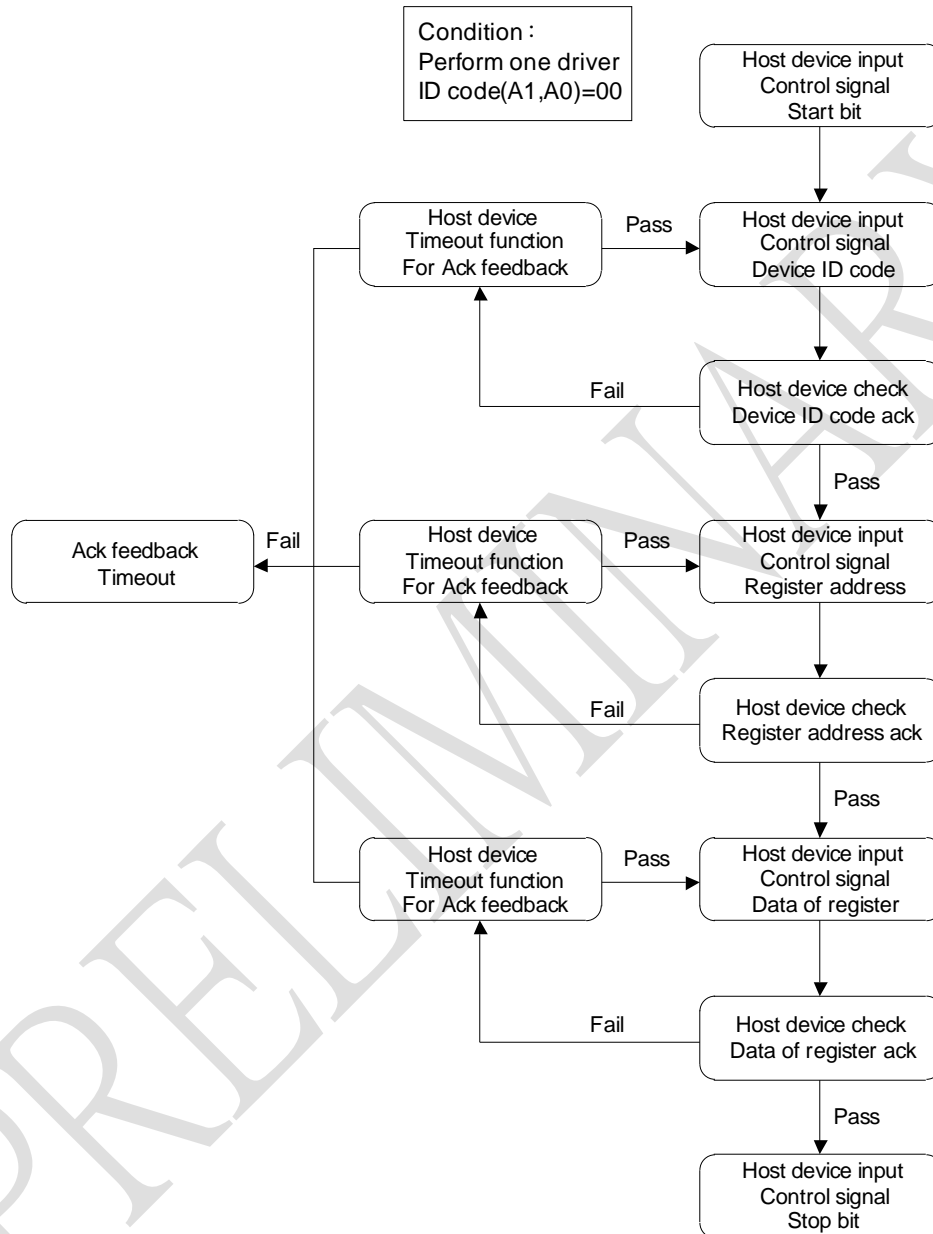 Condition：
Perform one driver
ID code(A1,A0)=00
Host device input
Control signal
Start bit
Host device
Timeout function
For Ack feedback
Pass
Host device input
Control signal
Device ID code
Fail
Host device check
Device ID code ack
Pass
Ack feedback
Timeout
Fail
Host device
Timeout function
For Ack feedback
Pass
Host device input
Control signal
Register address
Fail
Host device check
Register address ack
Pass
Host device
Timeout function
For Ack feedback
Pass
Host device input
Control signal
Data of register
Fail
Host device check
Data of register ack
Pass
Host device input
Control signal
Stop bit
PRELIMINARY